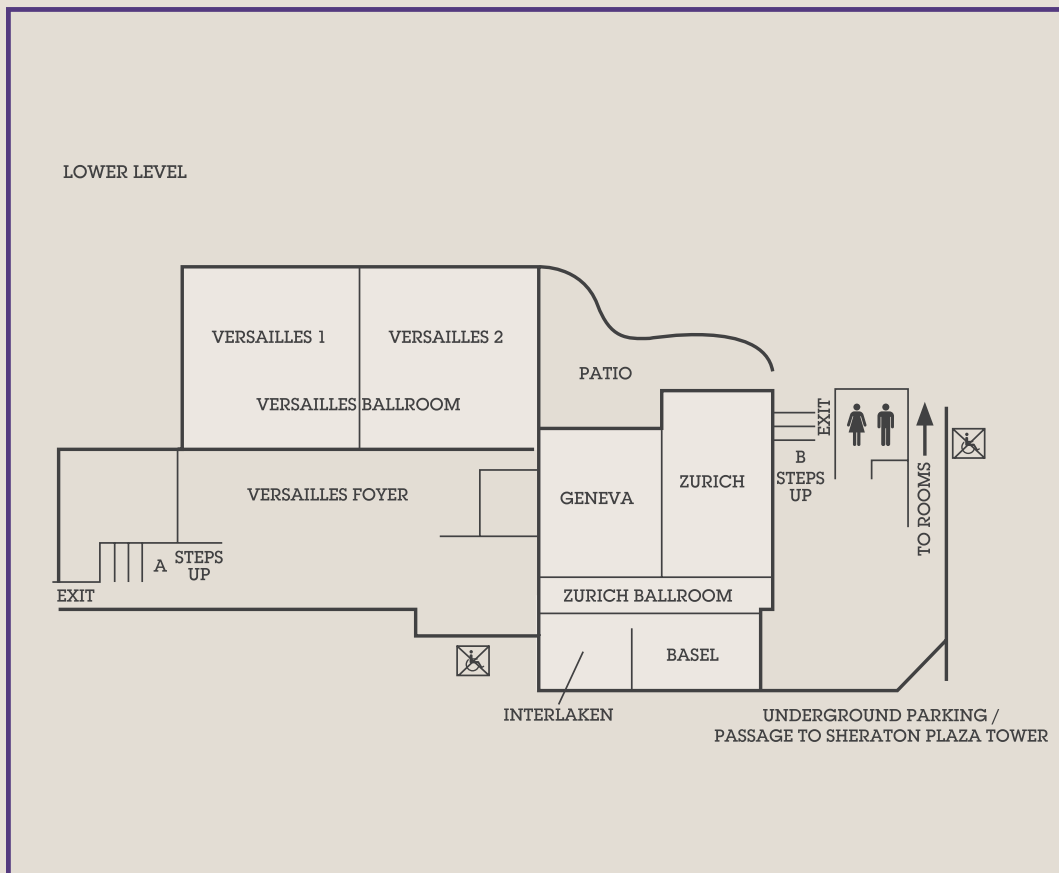 LOWER LEVEL
VERSAILLES 1
VERSAILLES 2
VERSAILLES BALLROOM
PATIO
EXIT
B
STEPS
UP
TO ROOMS
VERSAILLES FOYER
GENEVA
ZURICH
A
STEPS
UP
EXIT
ZURICH BALLROOM
BASEL
INTERLAKEN
UNDERGROUND PARKING /
PASSAGE TO SHERATON PLAZA TOWER